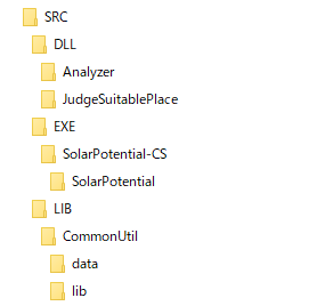 SRC
DLL
Analyzer
JudgeSuitablePlace
EXE
SolarPotential-CS
SolarPotential
LIB
CommonUtil
data
lib